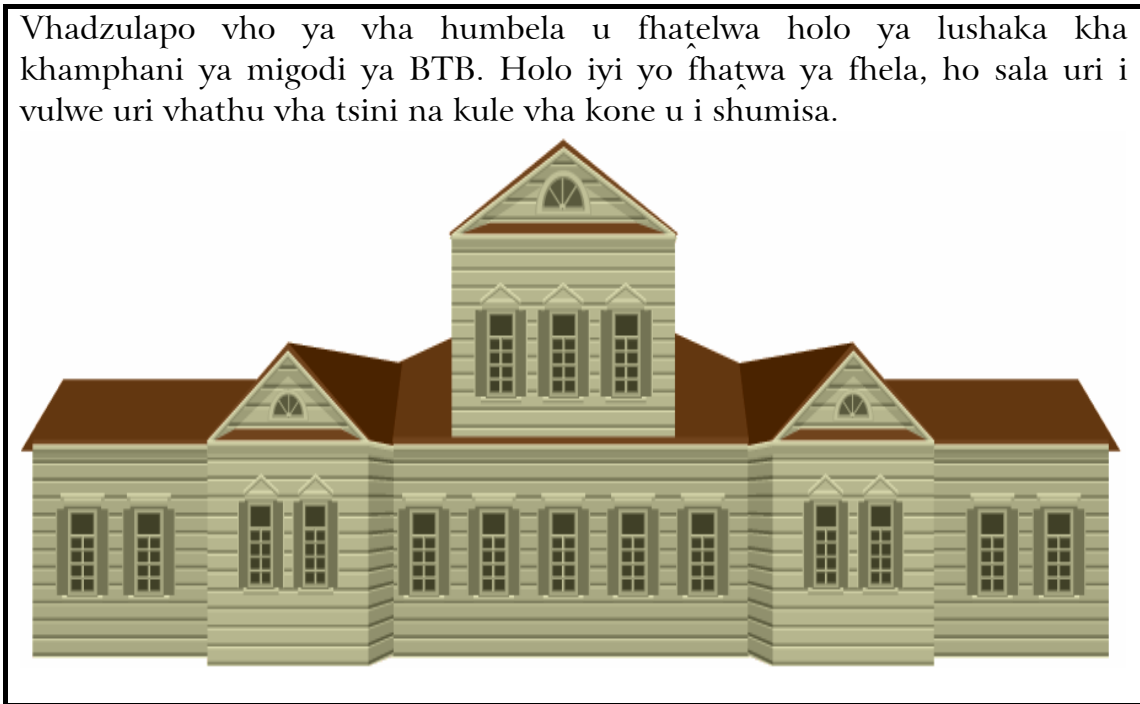 Vhadzulapo vho ya vha humbela u fhaṱelwa holo ya lushaka kha
khamphani ya migodi ya BTB. Holo iyi yo fhaṱwa ya fhela, ho sala uri i
vulwe uri vhathu vha tsini na kule vha kone u i shumisa.